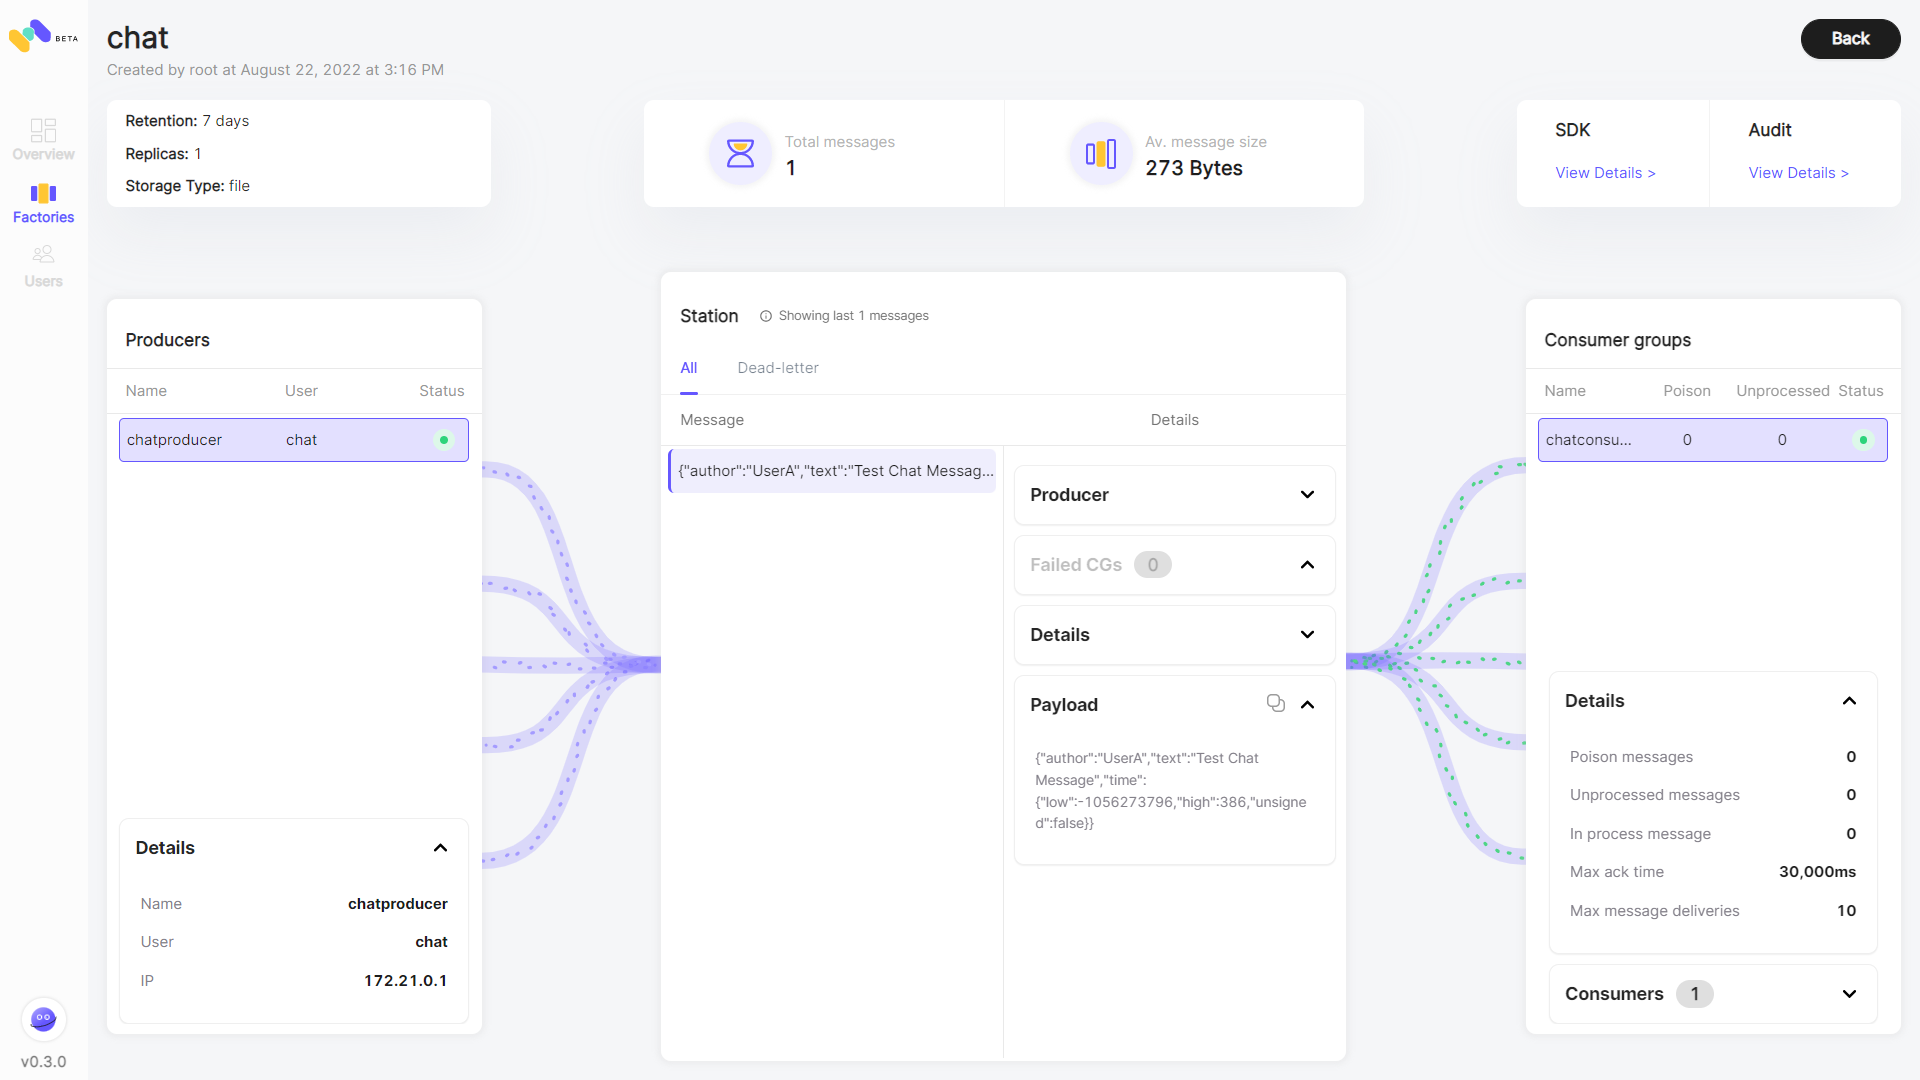 BETA
Overview
Factories
Users
v0.3.0
chat
Created by root at August 22, 2022 at 3:16 PM
Back
Retention: 7 days
Replicas: 1
Storage Type: file
Total messages
1
Av. message size
273 Bytes
SDK
View Details >
Audit
View Details >
Producers
Name User Status
chatproducer chat
Details
Name chatproducer
User chat
IP 172.21.0.1
Station Showing last 1 messages
All Dead-letter
Message Details
{"author":"UserA","text":"Test Chat Messag...
Producer
Failed CGs 0
Details
Payload
{"author":"UserA","text":"Test Chat
Message","time":
{"low":-1056273796,"high":386,"unsigne
d":false}}
Consumer groups
Name Poison Unprocessed Status
chatconsu... 0 0
Details
Poison messages 0
Unprocessed messages 0
In process message 0
Max ack time 30,000ms
Max message deliveries 10
Consumers 1